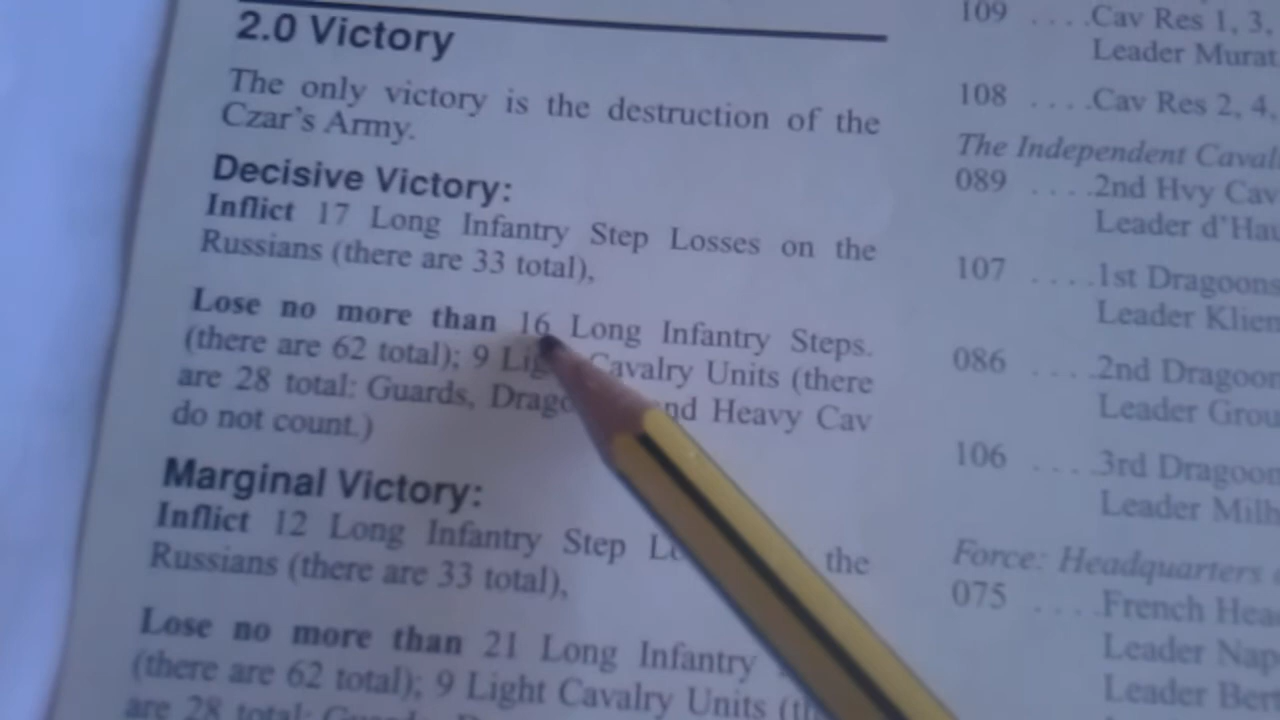 2.0 Victory
The only victory is the destruction of the
Czar's Army.
Decisive Victory:
Inflict 17 Long Infantry Step Losses on the
Russians (there are 33 total),
Lose no more than 16 Long Infantry Steps.
(there are 62 total); 9 Cavalry Units (there
are 28 total: Guards, and Heavy Cav
do not count.)
Marginal Victory:
Inflict 12 Long Infantry Step the
Russians (there are 33 total),
Lose no more than 21 Long Infantry
(there are 62 total); 9 Light Cavalry Units
are 28 total:
109 ....Cav Res 1, 3,
Leader Murat
108 ....Cav Res 2, 4,
The Independent
089 ....2nd Hvy Cav
Leader
107 ....1st Dragoons
Leader
106 ....3rd
086 ....2nd
Leader
Leader
Force: Headquarters
075 ....French
Leader
Leader